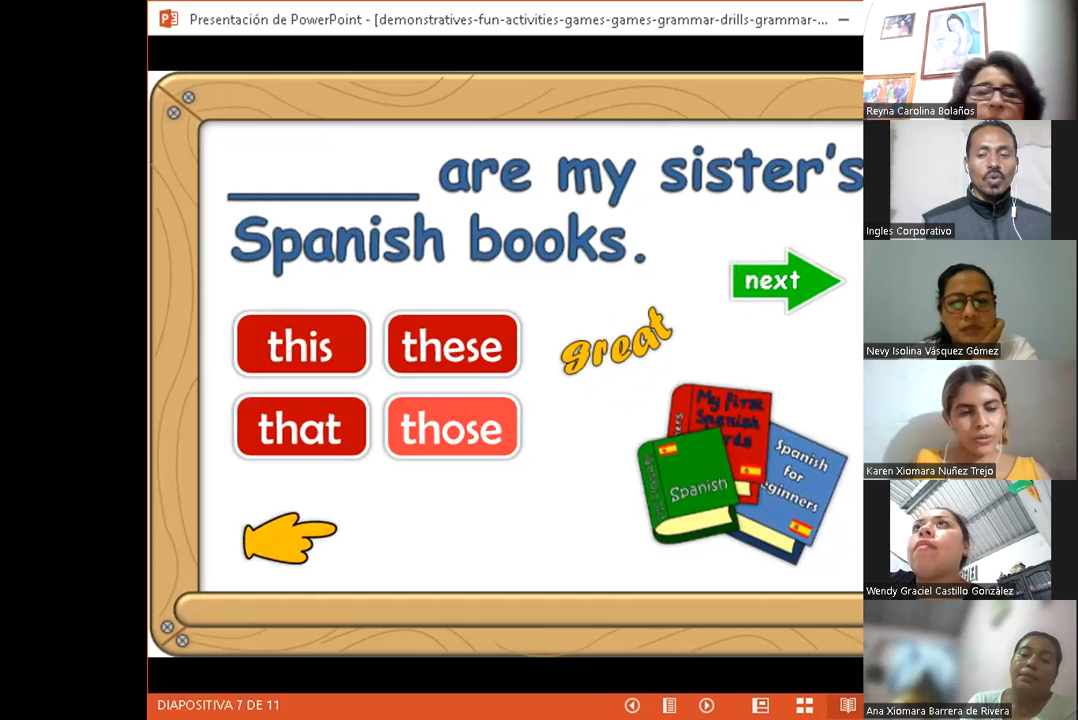 Presentación de PowerPoint - [demonstratives-fun-activities-games-games-grammar-drills-grammar-...
______ are my sister's
Spanish books.
next
this
these
great
that
those
My First
Spanish
Spanish
for
Spanish
DIAPOSITIVA 7 DE 11
Reyna Carolina Bolaños
Ingles Corporativo
Nevy Isolina Vásquez Gómez
Karen Xiomara Nuñez Trejo
Wendy Graciel Castillo González
Ana Xiomara Barrera de Rivera